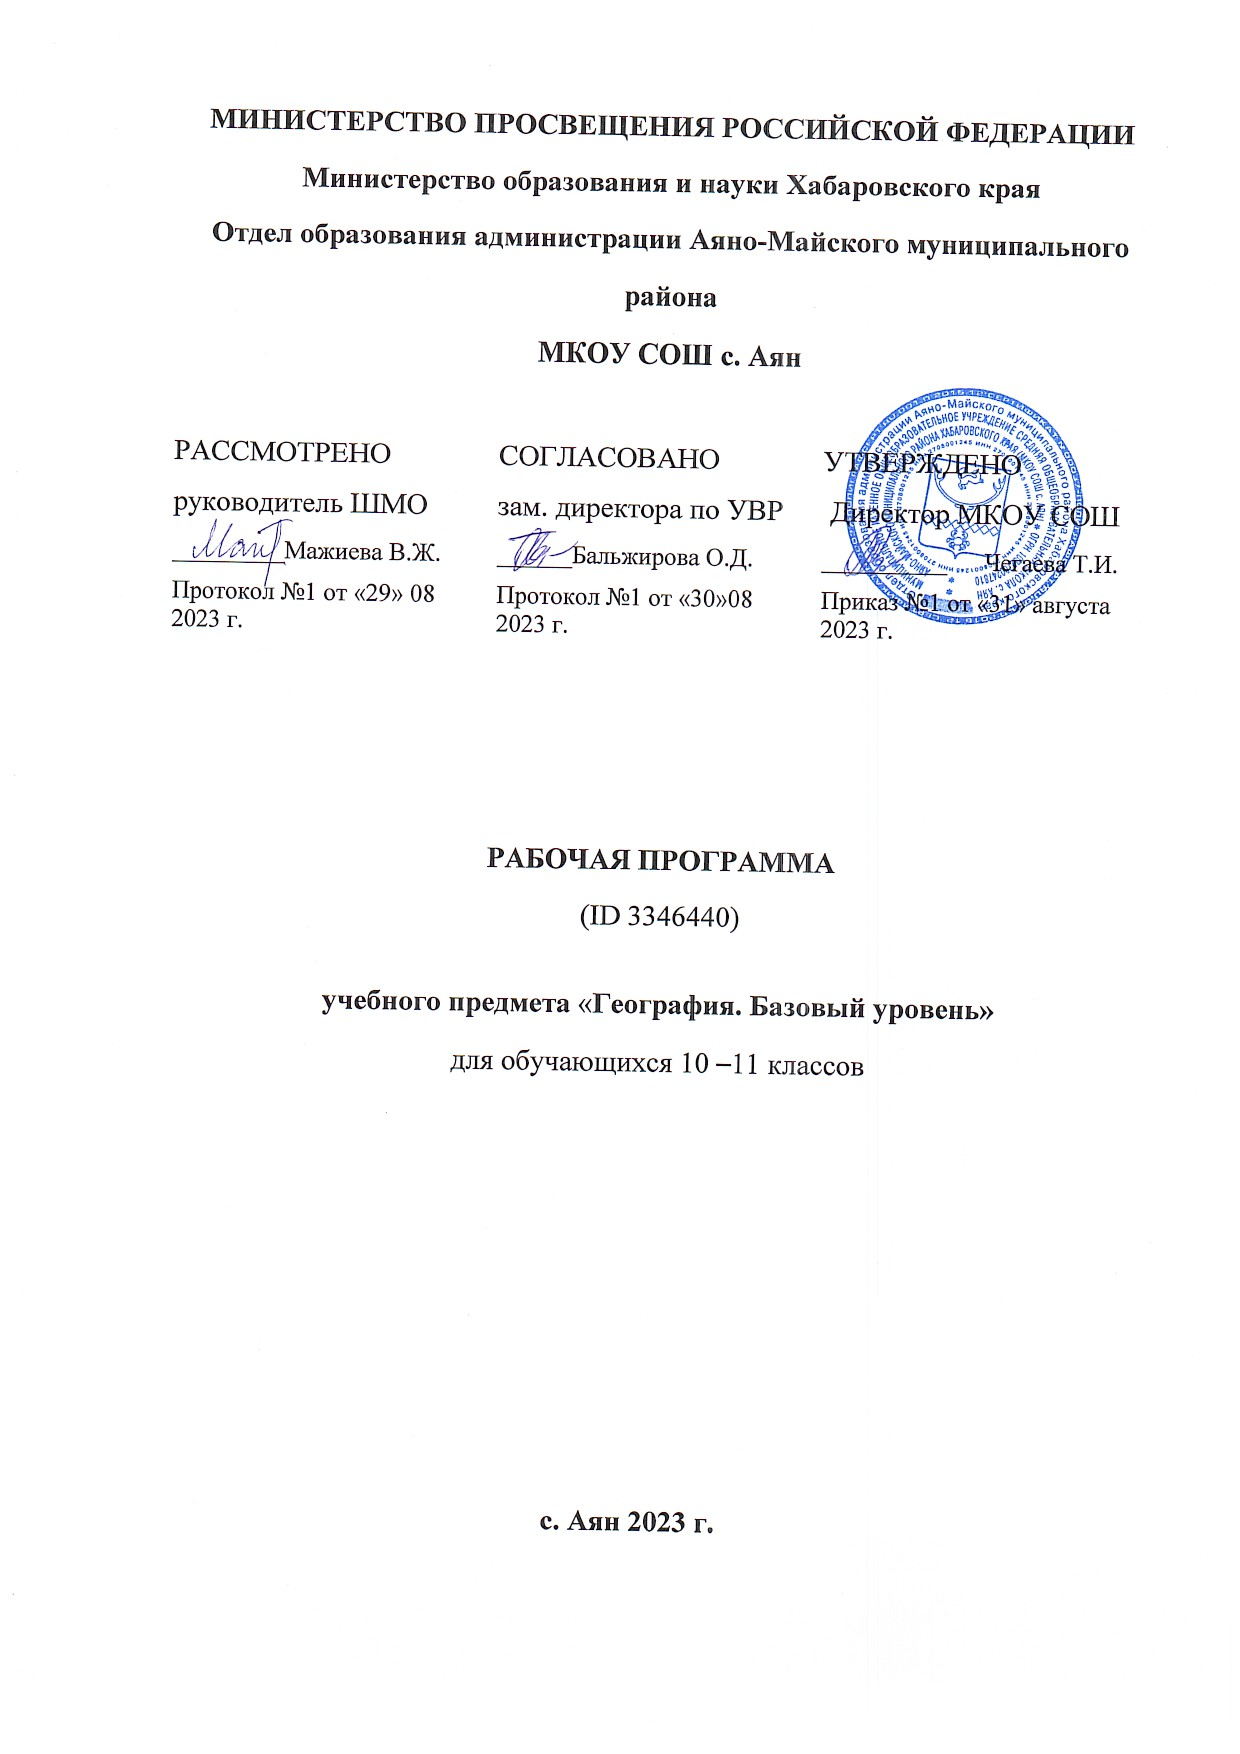 МИНИСТЕРСТВО ПРОСВЕЩЕНИЯ РОССИЙСКОЙ ФЕДЕРАЦИИ
Министерство образования и науки Хабаровского края
Отдел образования администрации Аяно-Майского муниципального
района
МКОУ СОШ с. Аян
РАССМОТРЕНО
руководитель ШМО
Мажиева В.Ж.
Протокол №1 от «29» 08
2023 г.
СОГЛАСОВАНО
зам. директора по УВР
Бальжирова О.Д.
Протокол №1 от «30»08
2023 г.
УТВЕРЖДЕНО
Директор МКОУ СОШ
Чегаева Т.И.
Приказ №1 от «31» августа
2023 г.
РАБОЧАЯ ПРОГРАММА
(ID 3346440)
учебного предмета «География. Базовый уровень»
для обучающихся 10 –11 классов
с. Аян 2023 г.